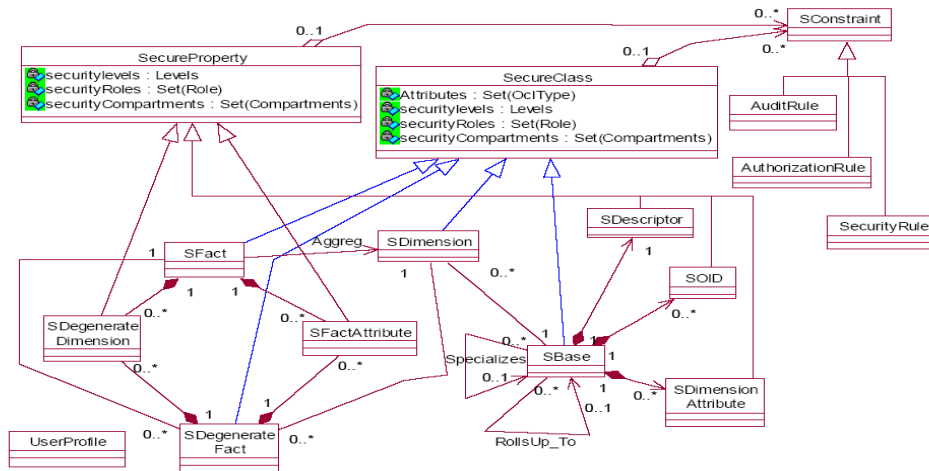 0..1
0..*
SConstraint
SecureProperty
securitylevels : Levels
securityRoles : Set(Role)
securityCompartments : Set(Compartments)
0..1
0..*
SecureClass
Attributes : Set(OclType)
securitylevels : Levels
securityRoles : Set(Role)
securityCompartments : Set(Compartments)
AuditRule
AuthorizationRule
SecurityRule
SDescriptor
1
SFact
Aggreg
SDimension
1
0..*
1
SOID
1
1
0..*
0..*
0..*
SDegenerate
Dimension
SFactAttribute
1
0..*
1
1
Specializes
SBase
0..1
0..*
1
0..*
SDimension
Attribute
0..*
0..*
0..1
1
1
RollsUp_To
0..*
0..*
UserProfile
SDegenerate
Fact